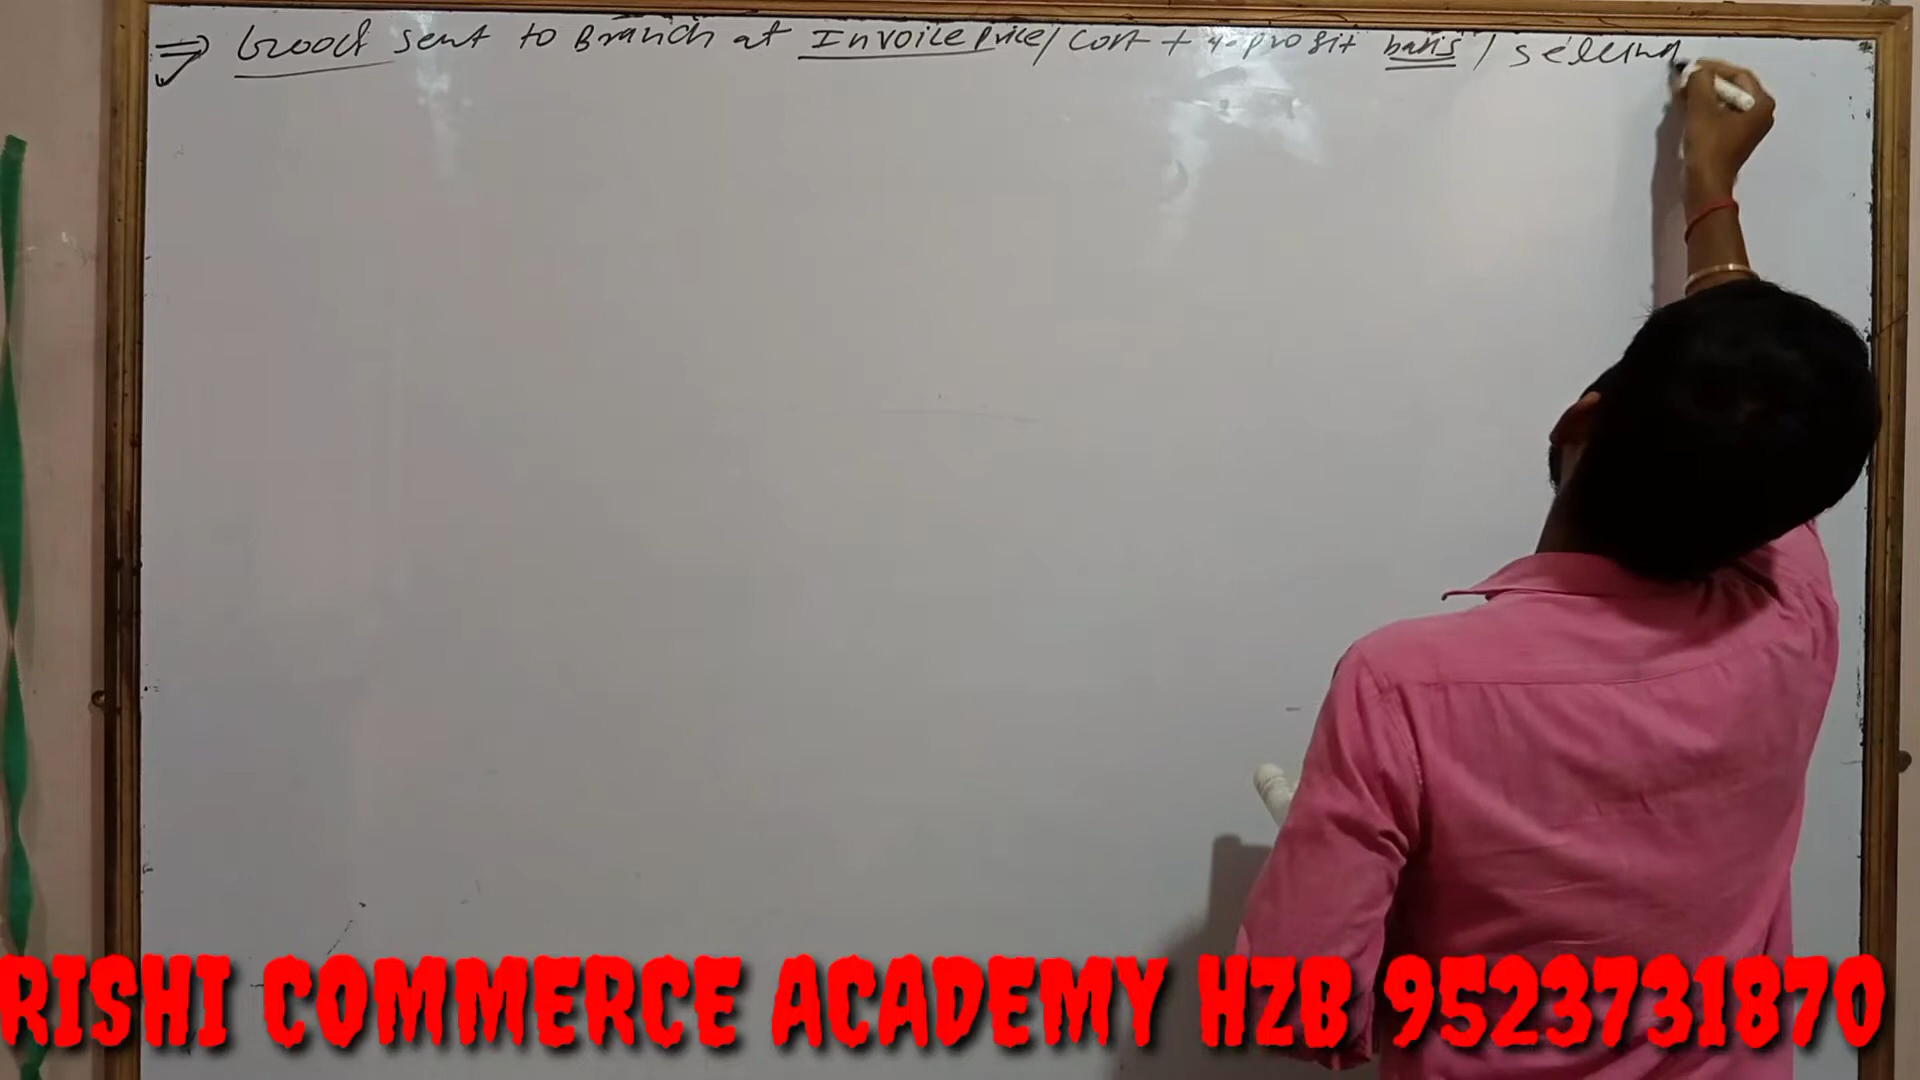 ⇒ Good sent to Branch at Invoice price / cost + % profit basis / selling
RISHI COMMERCE ACADEMY HZB 9523731870